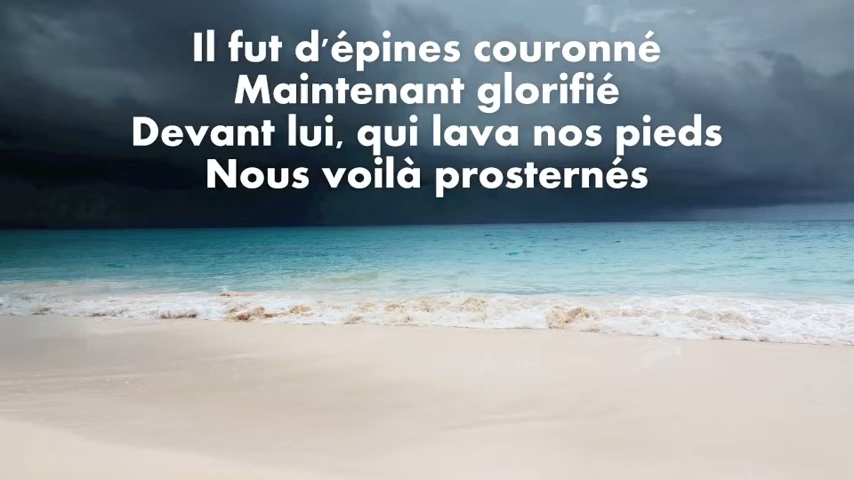 Il fut d'épines couronné
Maintenant glorifié
Devant lui, qui lava nos pieds
Nous voilà prosternés